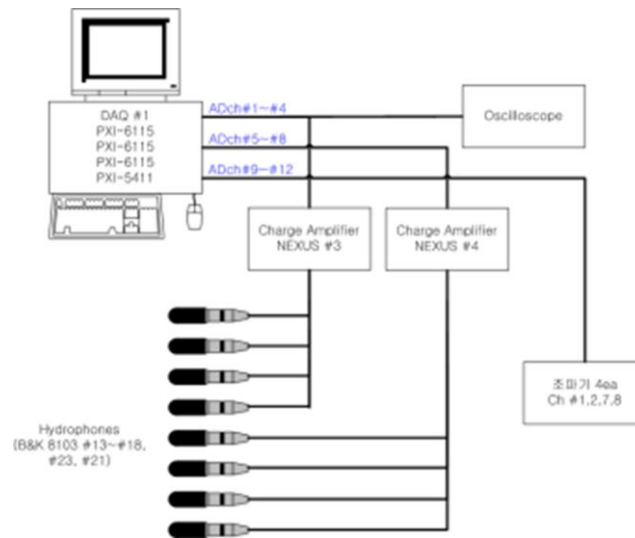 DAQ #1
PXI-6115
PXI-6115
PXI-6115
PXI-5411
ADch#1~#4
ADch#5~#8
ADch#9~#12
Oscilloscope
Charge Amplifier
NEXUS #3
Charge Amplifier
NEXUS #4
조파기 4ea
Ch #1,2,7,8
Hydrophones
(B&K 8103 #13~#18,
#23, #21)